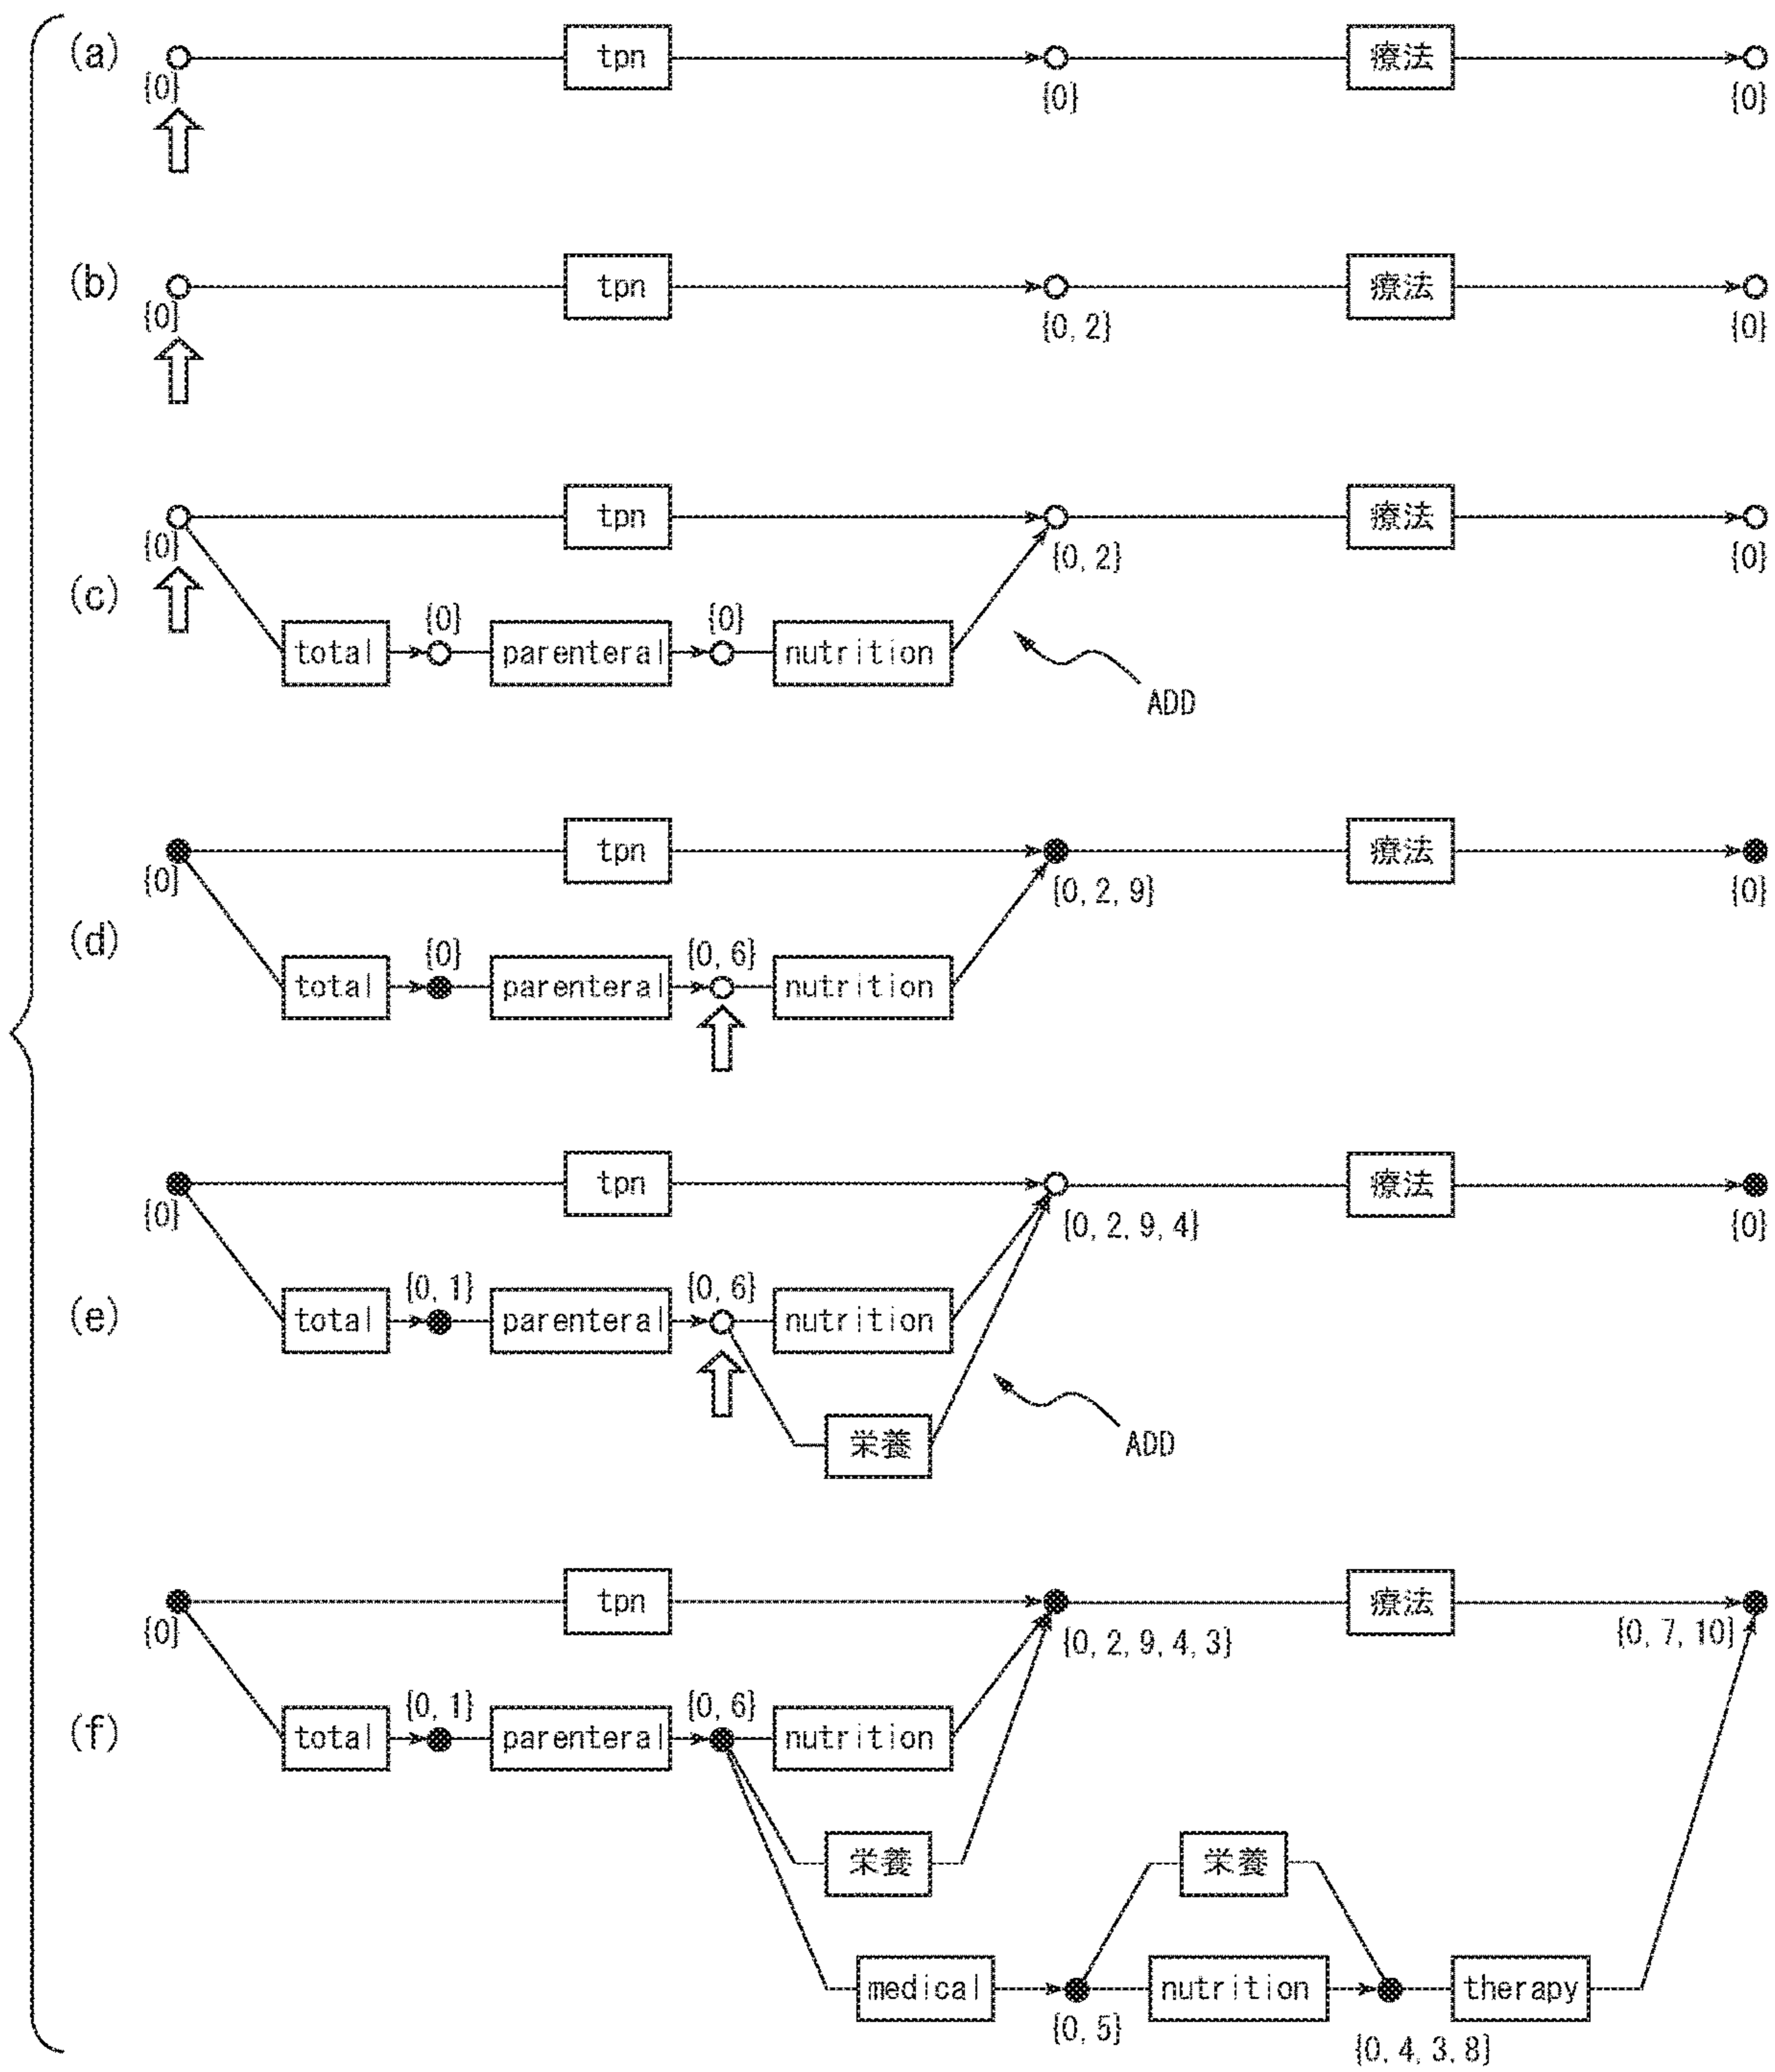 (a) tpn 療法
{0} {0} {0}
(b) tpn 療法
{0} {0, 2} {0}
tpn 療法
{0} {0, 2} {0}
(c)
{0} {0}
total parenteral nutrition
ADD
tpn 療法
{0} {0, 2, 9} {0}
(d)
{0} {0, 6}
total parenteral nutrition
tpn 療法
{0} {0, 2, 9, 4} {0}
(e)
{0, 1} {0, 6}
total parenteral nutrition
栄養
ADD
tpn 療法
{0} {0, 2, 9, 4, 3} {0, 7, 10}
(f)
{0, 1} {0, 6}
total parenteral nutrition
栄養 栄養
medical nutrition therapy
{0, 5} {0, 4, 3, 8}